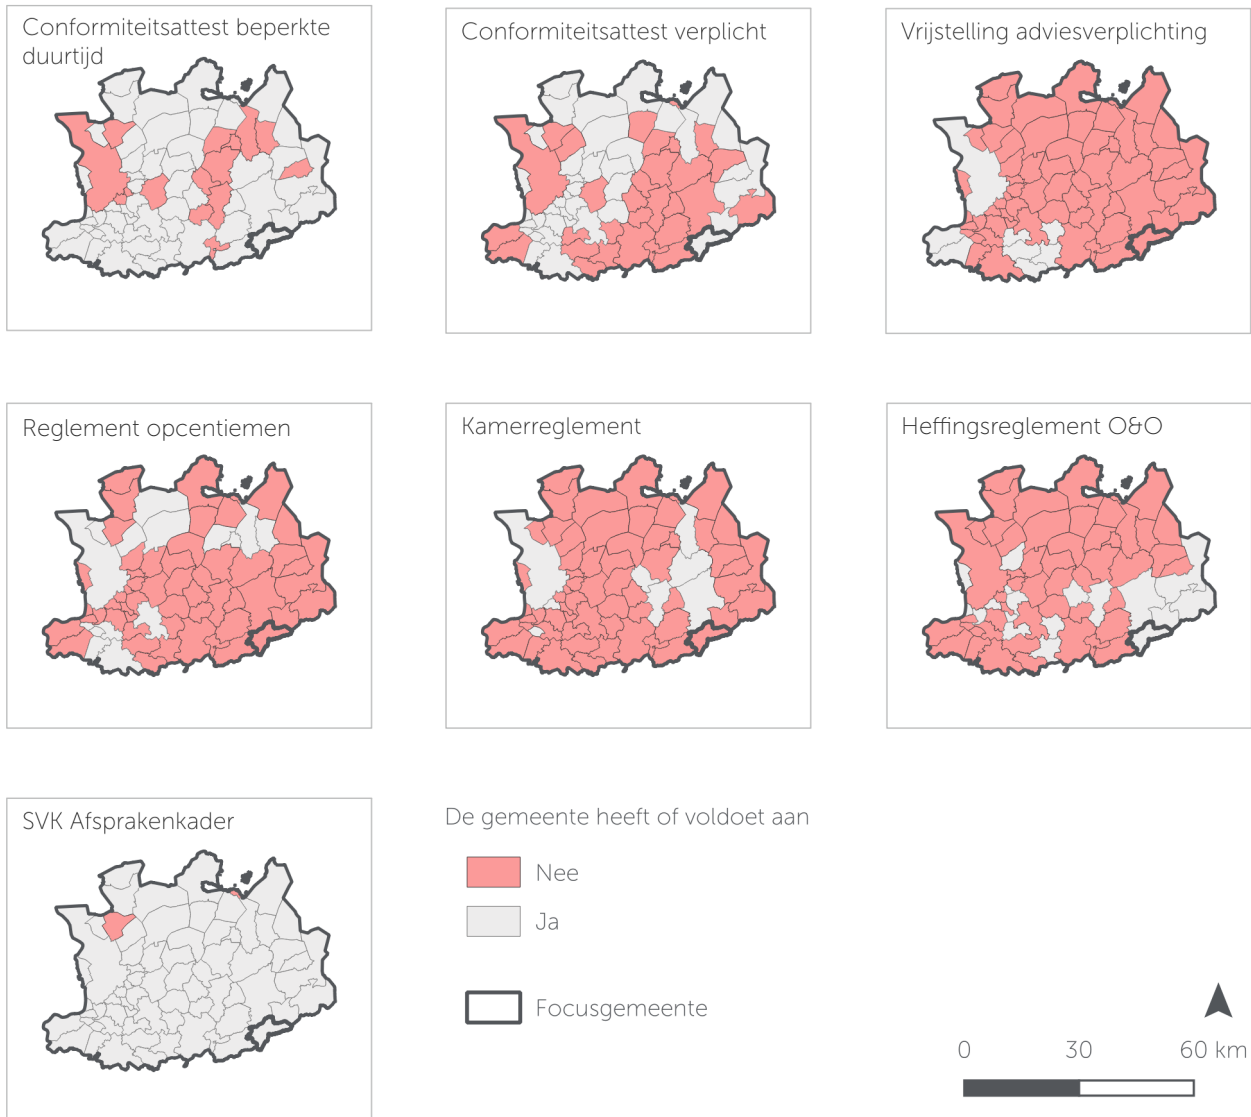 Conformiteitsattest beperkte
duurtijd
Conformiteitsattest verplicht
Vrijstelling adviesverplichting
Reglement opcentiemen
Kamerreglement
Heffingsreglement O&O
SVK Afsprakenkader
De gemeente heeft of voldoet aan
Nee
Ja
Focusgemeente
0 30 60 km